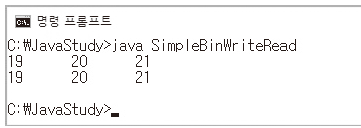 명령 프롬프트
C:₩JavaStudy>java SimpleBinWriteRead
19 20 21
19 20 21
C:₩JavaStudy>